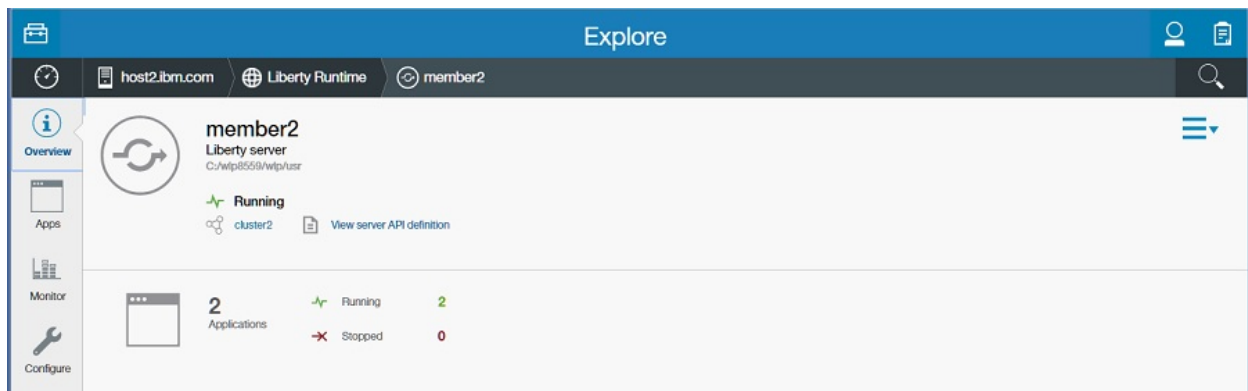 Explore
host2.ibm.com Liberty Runtime member2
Overview
member2
Liberty server
C:/wlp8559/wlp/usr
Running
cluster2 View server API definition
Apps
Monitor
Configure
2
Applications
Running 2
Stopped 0